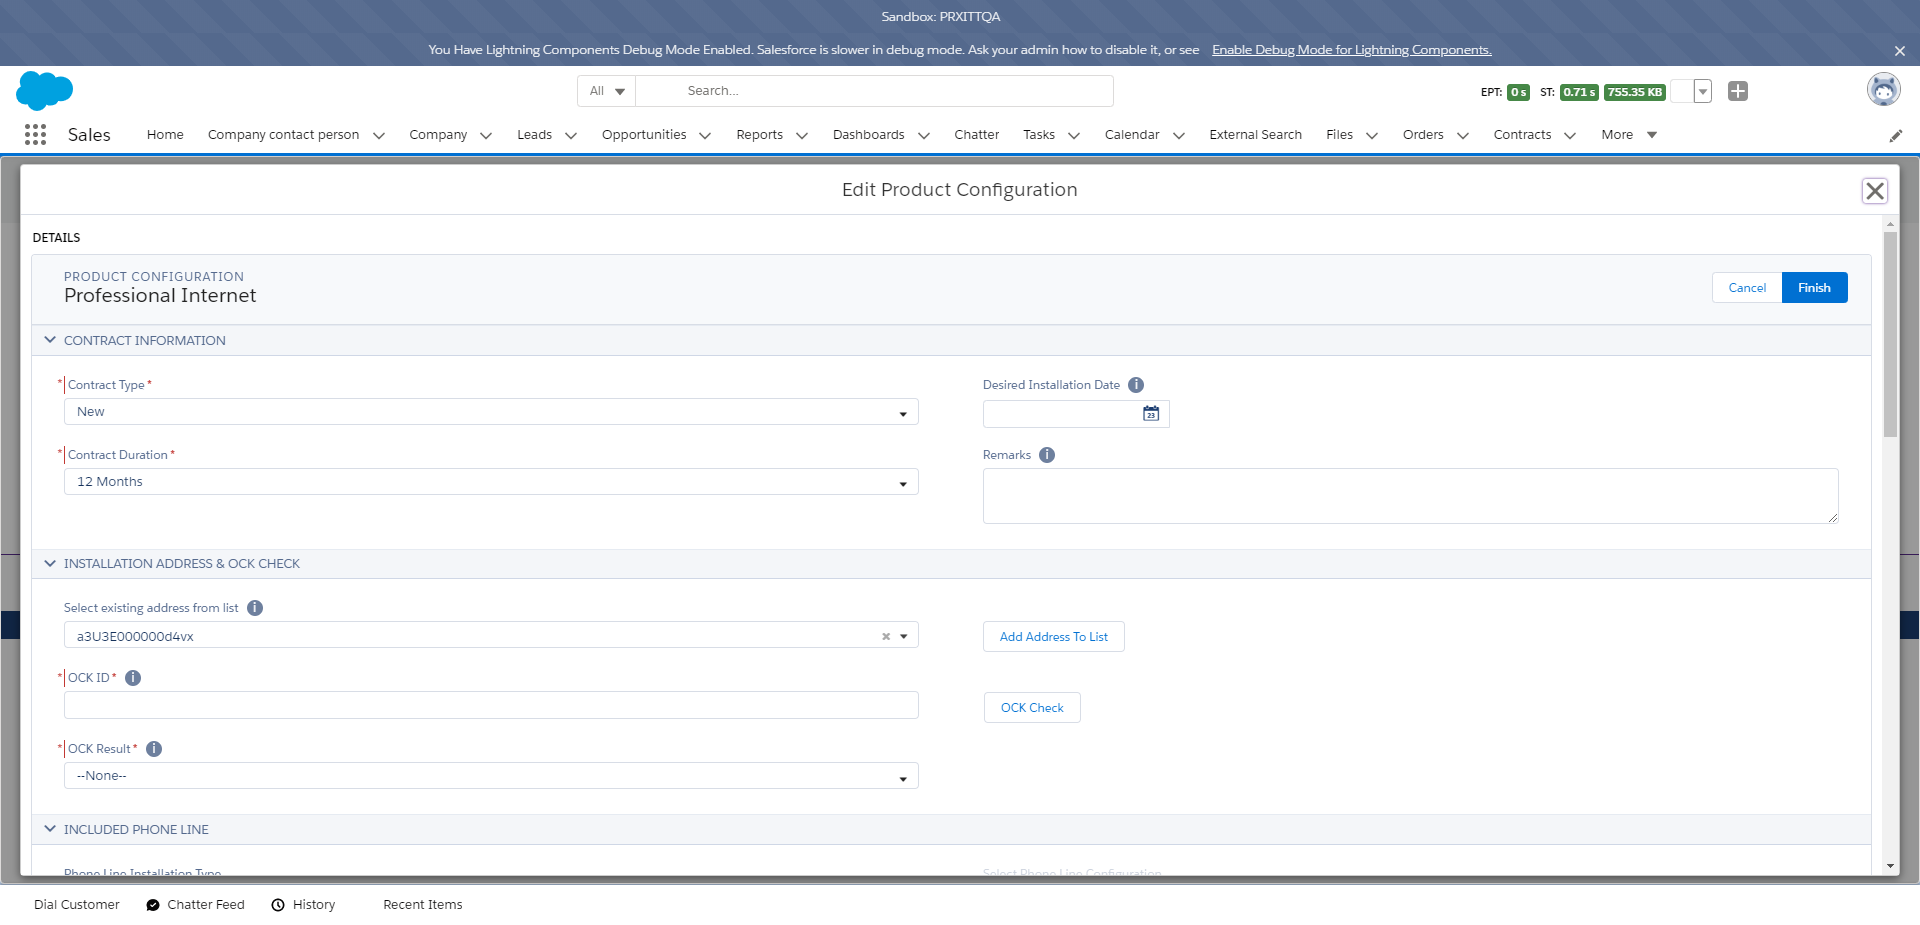 Sandbox: PRXITTQA
You Have Lightning Components Debug Mode Enabled. Salesforce is slower in debug mode. Ask your admin how to disable it, or see Enable Debug Mode for Lightning Components.
All Search...
EPT: 0 s ST: 0.71 s 755.35 KB
Sales Home Company contact person Company Leads Opportunities Reports Dashboards Chatter Tasks Calendar External Search Files Orders Contracts More
Edit Product Configuration
DETAILS
PRODUCT CONFIGURATION
Professional Internet
Cancel Finish
CONTRACT INFORMATION
* Contract Type *
New
Desired Installation Date i
23
* Contract Duration *
12 Months
Remarks i
INSTALLATION ADDRESS & OCK CHECK
Select existing address from list i
a3U3E000000d4vx
Add Address To List
* OCK ID * i
OCK Check
* OCK Result * i
--None--
INCLUDED PHONE LINE
Phone Line Installation Type Select Phone Line Configuration
Dial Customer Chatter Feed History Recent Items